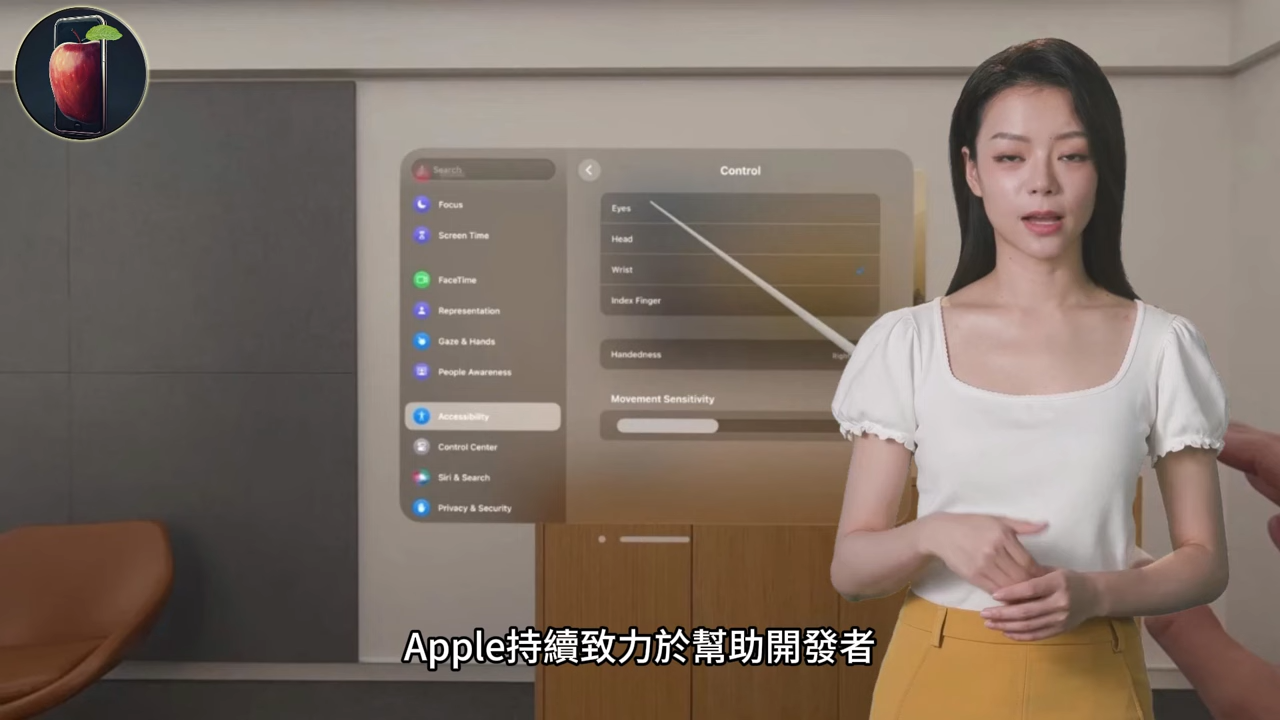 Search
Focus
Screen Time
FaceTime
Representation
Gaze & Hands
People Awareness
Accessibility
Control Center
Siri & Search
Privacy & Security
Control
Eyes
Head
Wrist
Index Finger
Handedness
Movement Sensitivity
Apple持續致力於幫助開發者